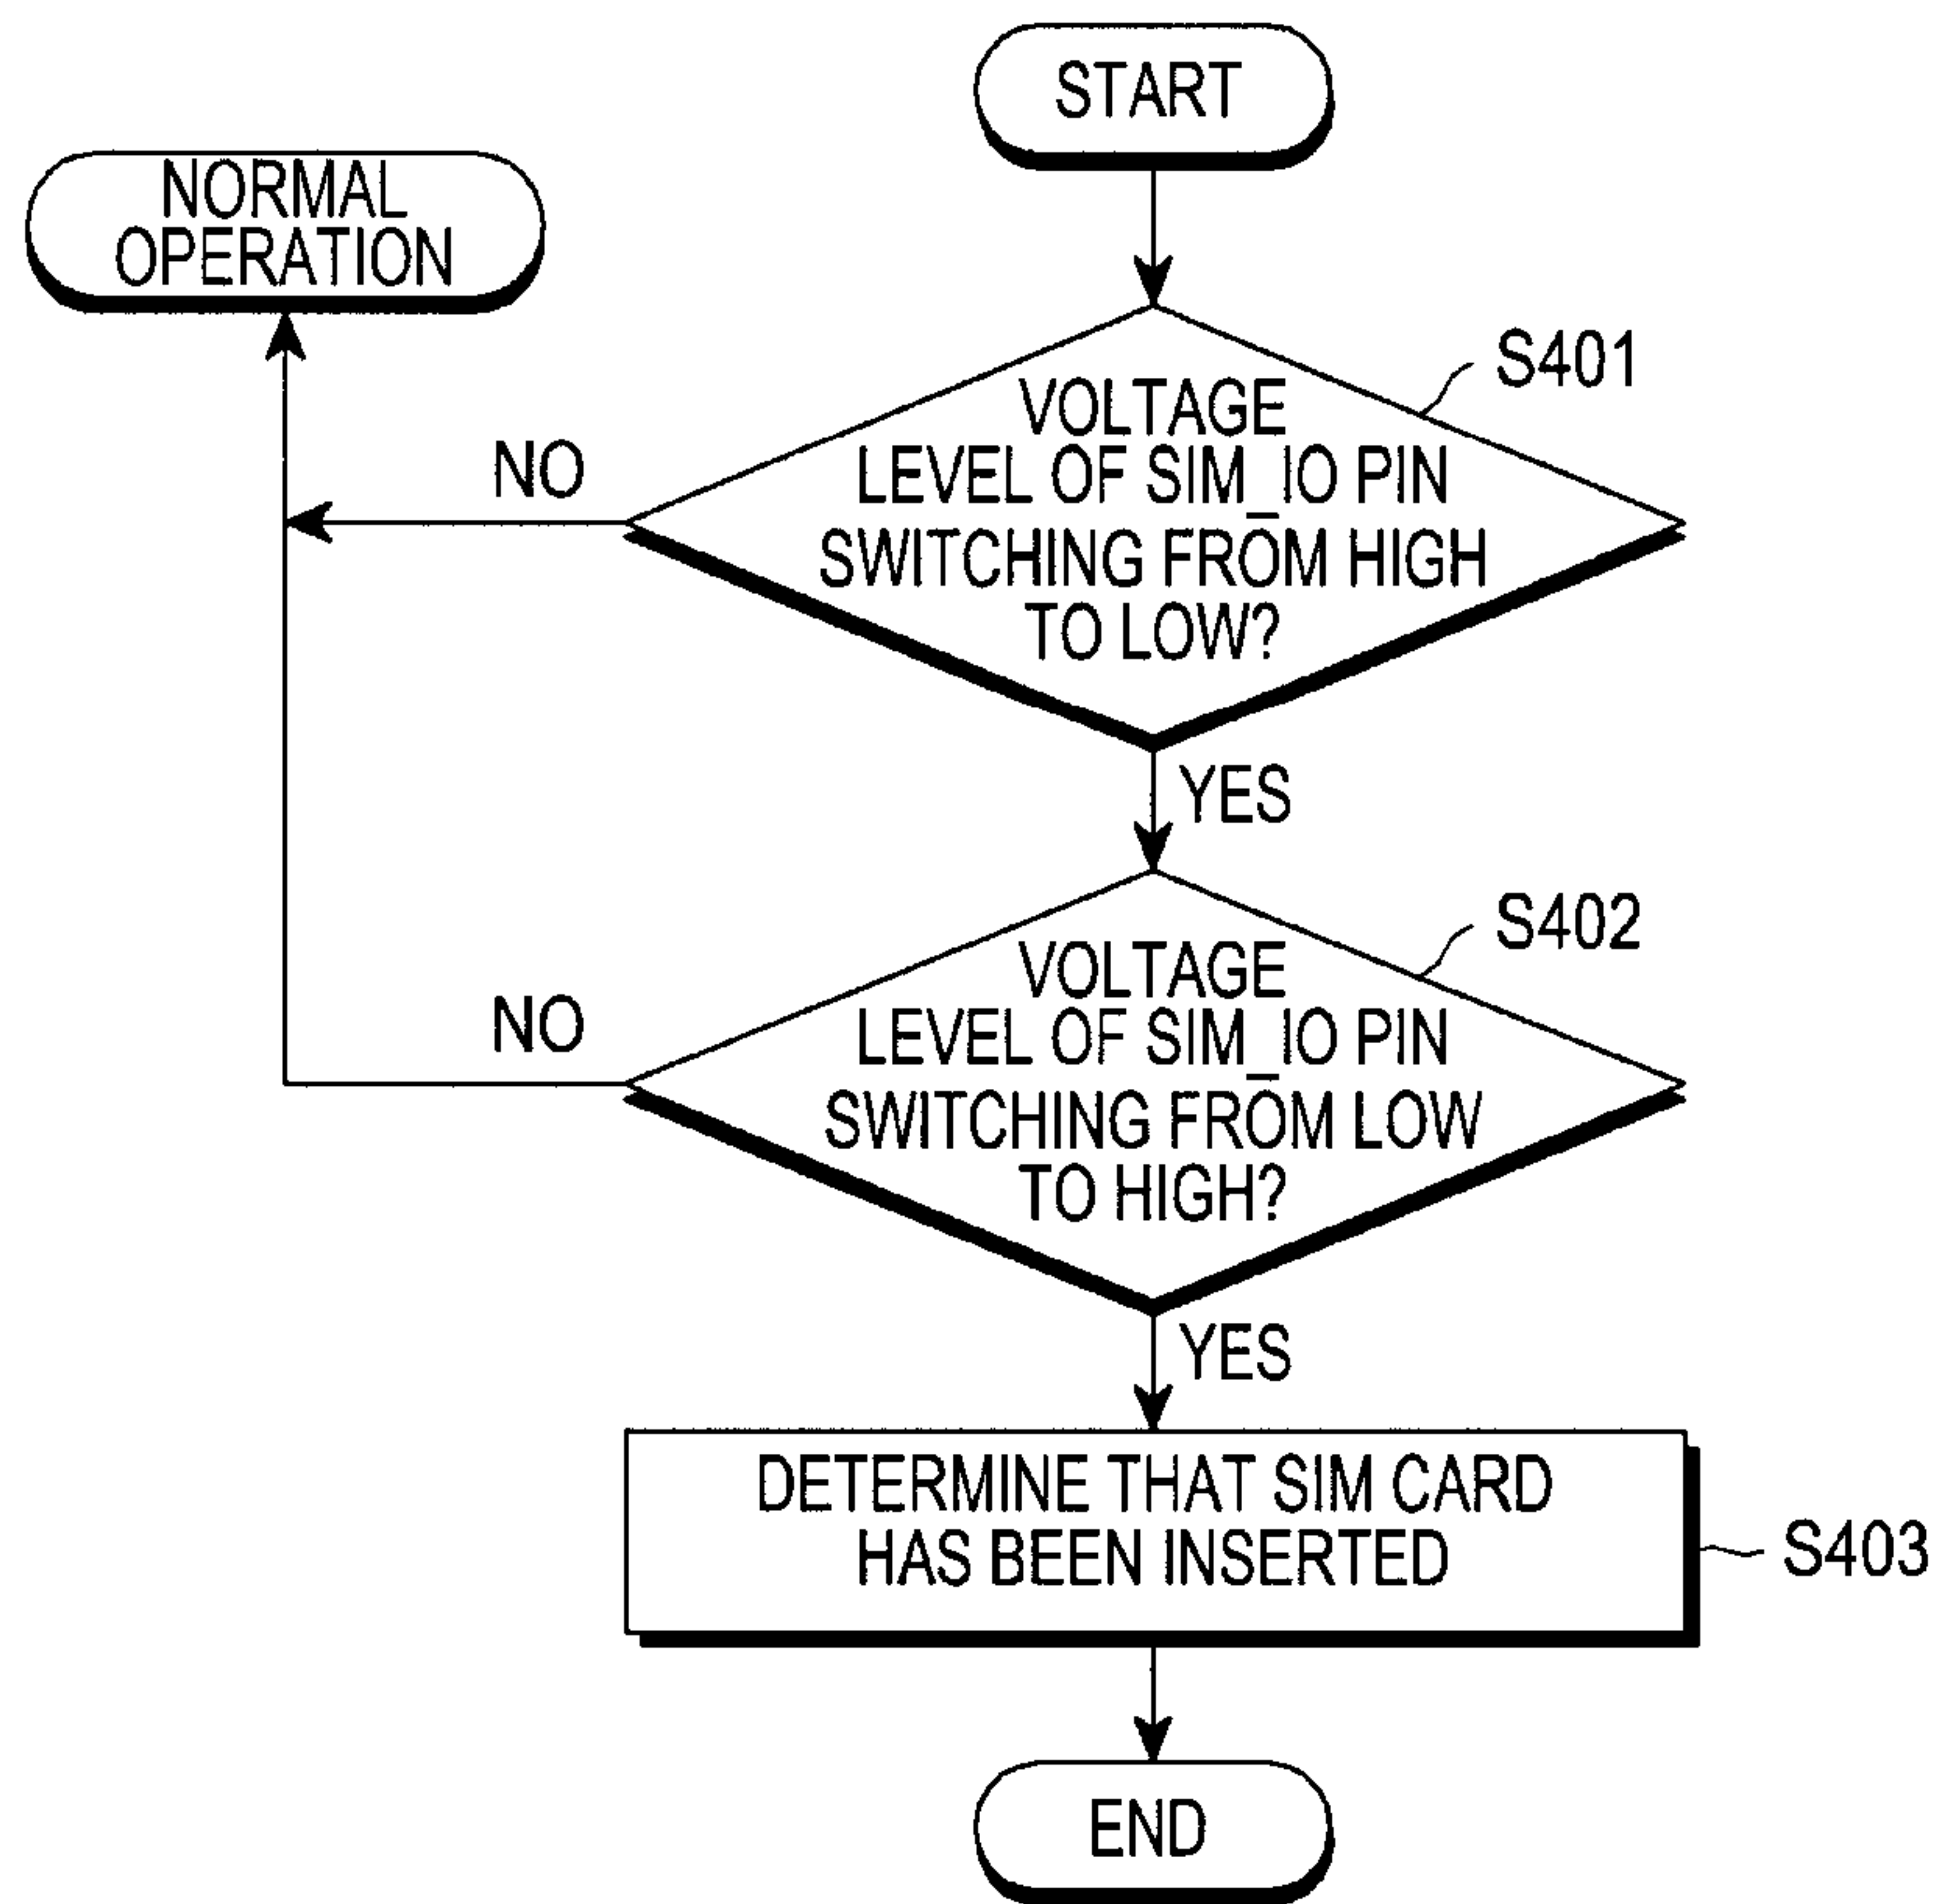 START
NORMAL
OPERATION
S401
VOLTAGE
LEVEL OF SIM_IO PIN
SWITCHING FROM HIGH
TO LOW?
NO
YES
S402
VOLTAGE
LEVEL OF SIM_IO PIN
SWITCHING FROM LOW
TO HIGH?
NO
YES
DETERMINE THAT SIM CARD
HAS BEEN INSERTED
S403
END